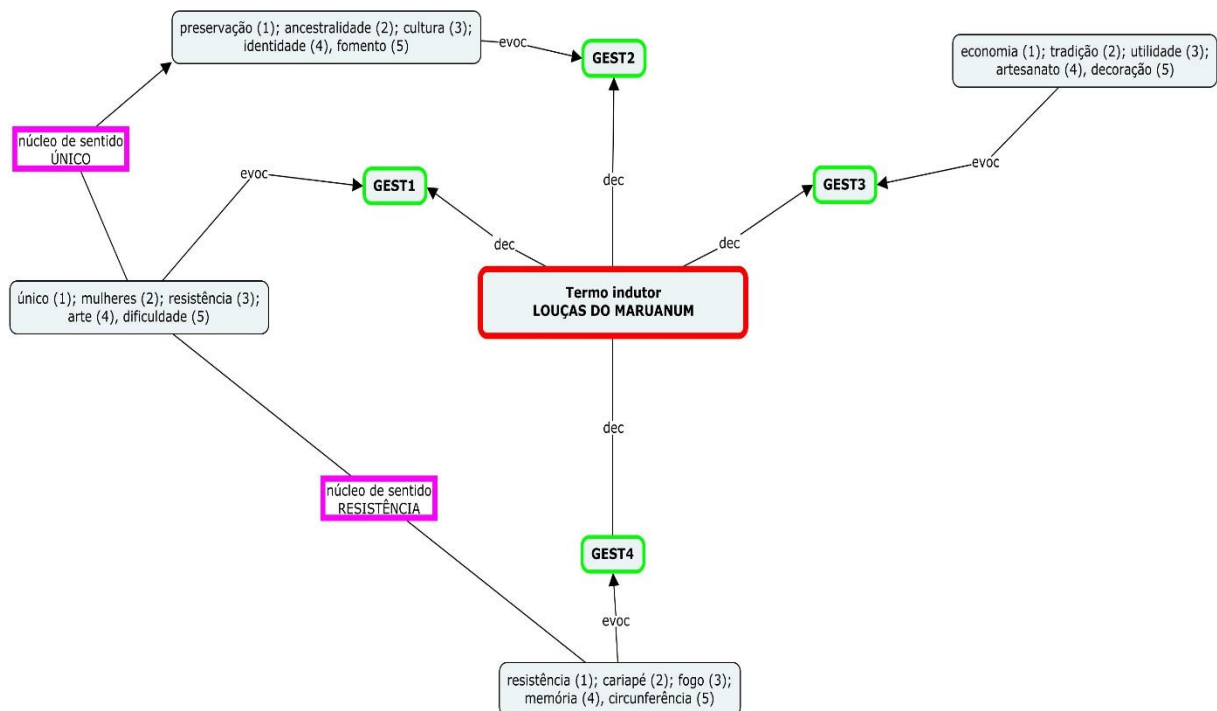 preservação (1); ancestralidade (2); cultura (3);
identidade (4), fomento (5)
evoc
GEST2
economia (1); tradição (2); utilidade (3);
artesanato (4), decoração (5)
núcleo de sentido
ÚNICO
evoc
GEST1
dec
GEST3
evoc
dec
dec
único (1); mulheres (2); resistência (3);
arte (4), dificuldade (5)
Termo indutor
LOUÇAS DO MARUANUM
dec
núcleo de sentido
RESISTÊNCIA
GEST4
evoc
resistência (1); cariapé (2); fogo (3);
memória (4), circunferência (5)